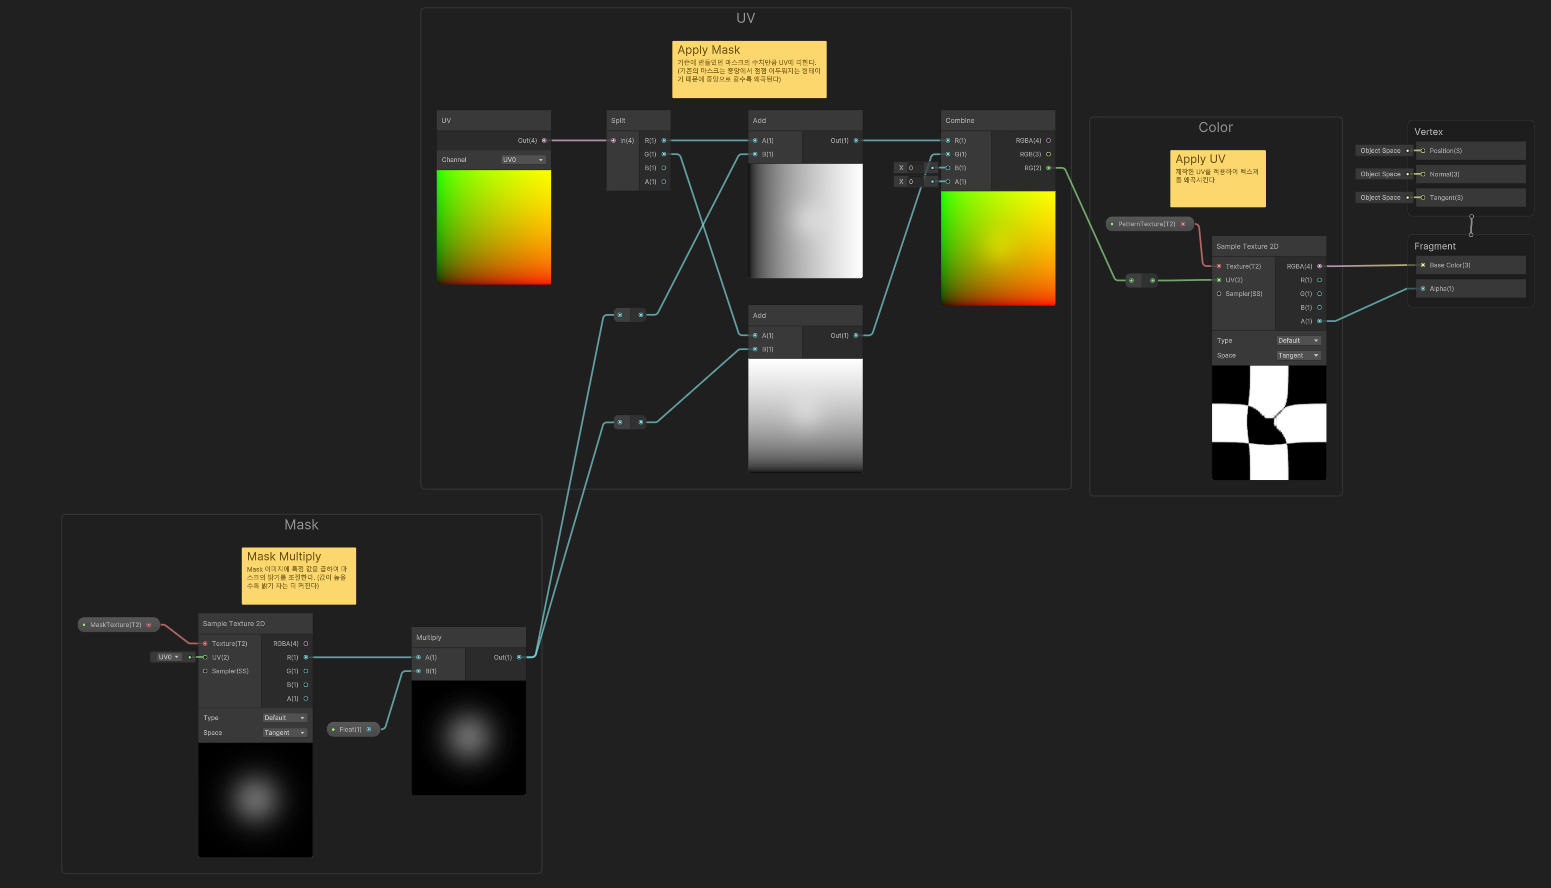 UV
Apply Mask
기존에 만들었던 마스크의 수치만큼 UV에 더한다.
(기존의 마스크는 중앙에서 점점 어두워지는 형태이
기 때문에 중앙으로 갈수록 왜곡된다)
UV
Out(4)
Channel
UV0
Split
In(4)
R(1)
G(1)
B(1)
A(1)
Add
A(1)
B(1)
Out(1)
Add
A(1)
B(1)
Out(1)
Combine
R(1)
G(1)
X 0
B(1)
X 0
A(1)
RGBA(4)
RGB(3)
RG(2)
Color
Apply UV
제작한 UV를 적용하여 텍스쳐
를 왜곡시킨다
PatternTexture(T2)
Sample Texture 2D
Texture(T2)
UV(2)
Sampler(SS)
RGBA(4)
R(1)
G(1)
B(1)
A(1)
Type
Default
Space
Tangent
Vertex
Object Space
Position(3)
Object Space
Normal(3)
Object Space
Tangent(3)
Fragment
Base Color(3)
Alpha(1)
Mask
Mask Multiply
Mask 이미지에 특정 값을 곱하여 마
스크의 밝기를 조절한다. (값이 높을
수록 밝기 차는 더 커진다)
MaskTexture(T2)
Sample Texture 2D
Texture(T2)
UV0
UV(2)
Sampler(SS)
RGBA(4)
R(1)
G(1)
B(1)
A(1)
Type
Default
Space
Tangent
Float(1)
Multiply
A(1)
B(1)
Out(1)